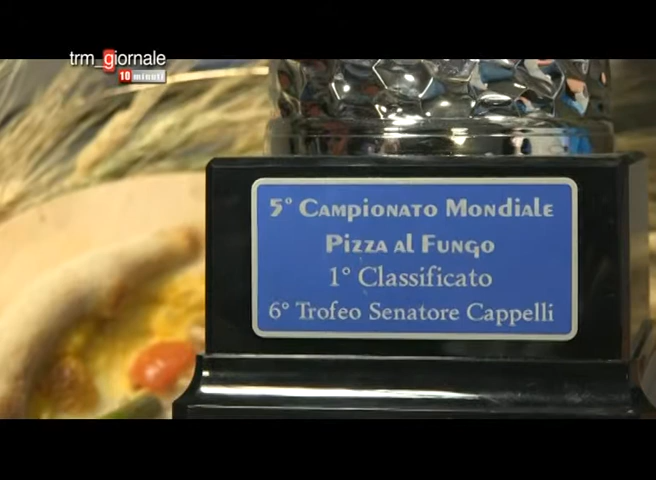 trm_giornale
10 minuti
5° Campionato Mondiale
Pizza al Fungo
1° Classificato
6° Trofeo Senatore Cappelli